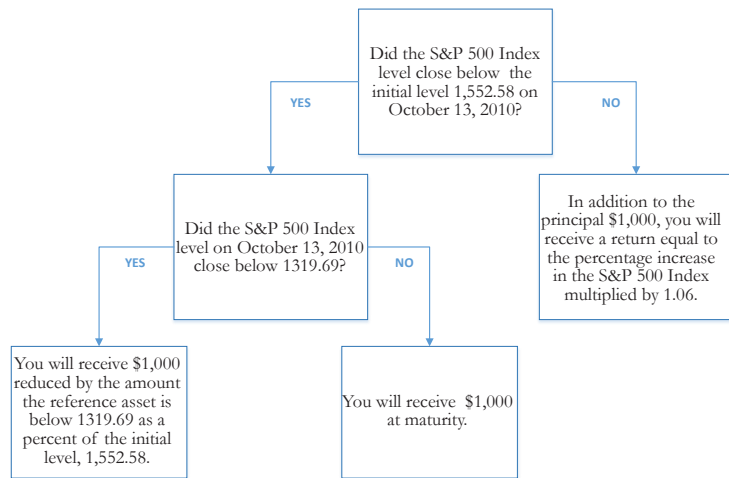 Did the S&P 500 Index
level close below the
initial level 1,552.58 on
October 13, 2010?
YES
NO
Did the S&P 500 Index
level on October 13, 2010
close below 1319.69?
In addition to the
principal $1,000, you will
receive a return equal to
the percentage increase
in the S&P 500 Index
multiplied by 1.06.
YES
NO
You will receive $1,000
reduced by the amount
the reference asset is
below 1319.69 as a
percent of the initial
level, 1,552.58.
You will receive $1,000
at maturity.